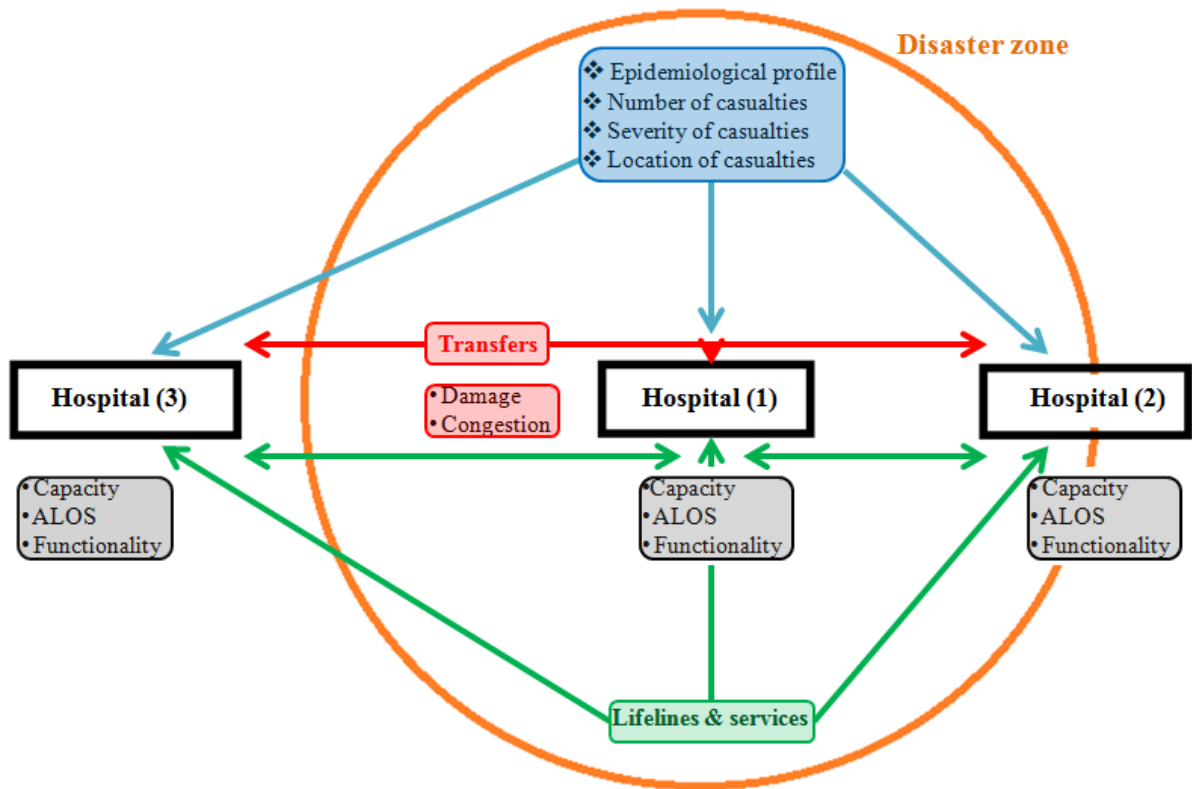 Disaster zone
❖ Epidemiological profile
❖ Number of casualties
❖ Severity of casualties
❖ Location of casualties
Transfers
Hospital (3)
• Damage
• Congestion
Hospital (1)
Hospital (2)
• Capacity
• ALOS
• Functionality
• Capacity
• ALOS
• Functionality
• Capacity
• ALOS
• Functionality
Lifelines & services